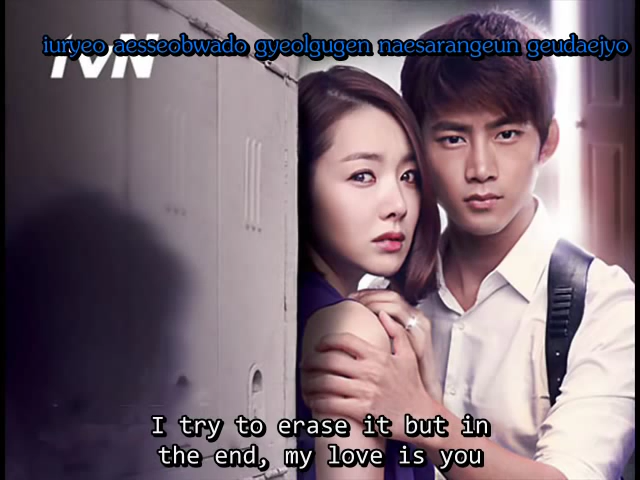 iuryeo aesseobwado gyeolgugen naesarangeun geudaejyo
tvN
I try to erase it but in
the end, my love is you